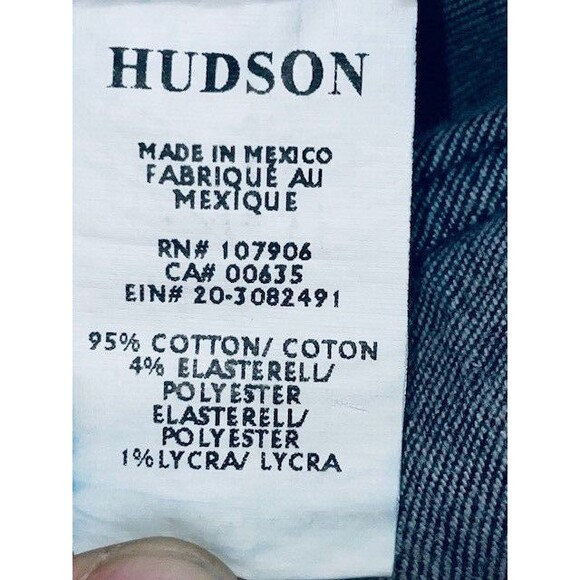 HUDSON
MADE IN MEXICO
FABRIQUÉ AU
MEXIQUE
RN# 107906
CA# 00635
EIN# 20-3082491
95% COTTON/ COTON
4% ELASTERELL/
POLYESTER
ELASTERELL/
POLYESTER
1%LYCRA/ LYCRA